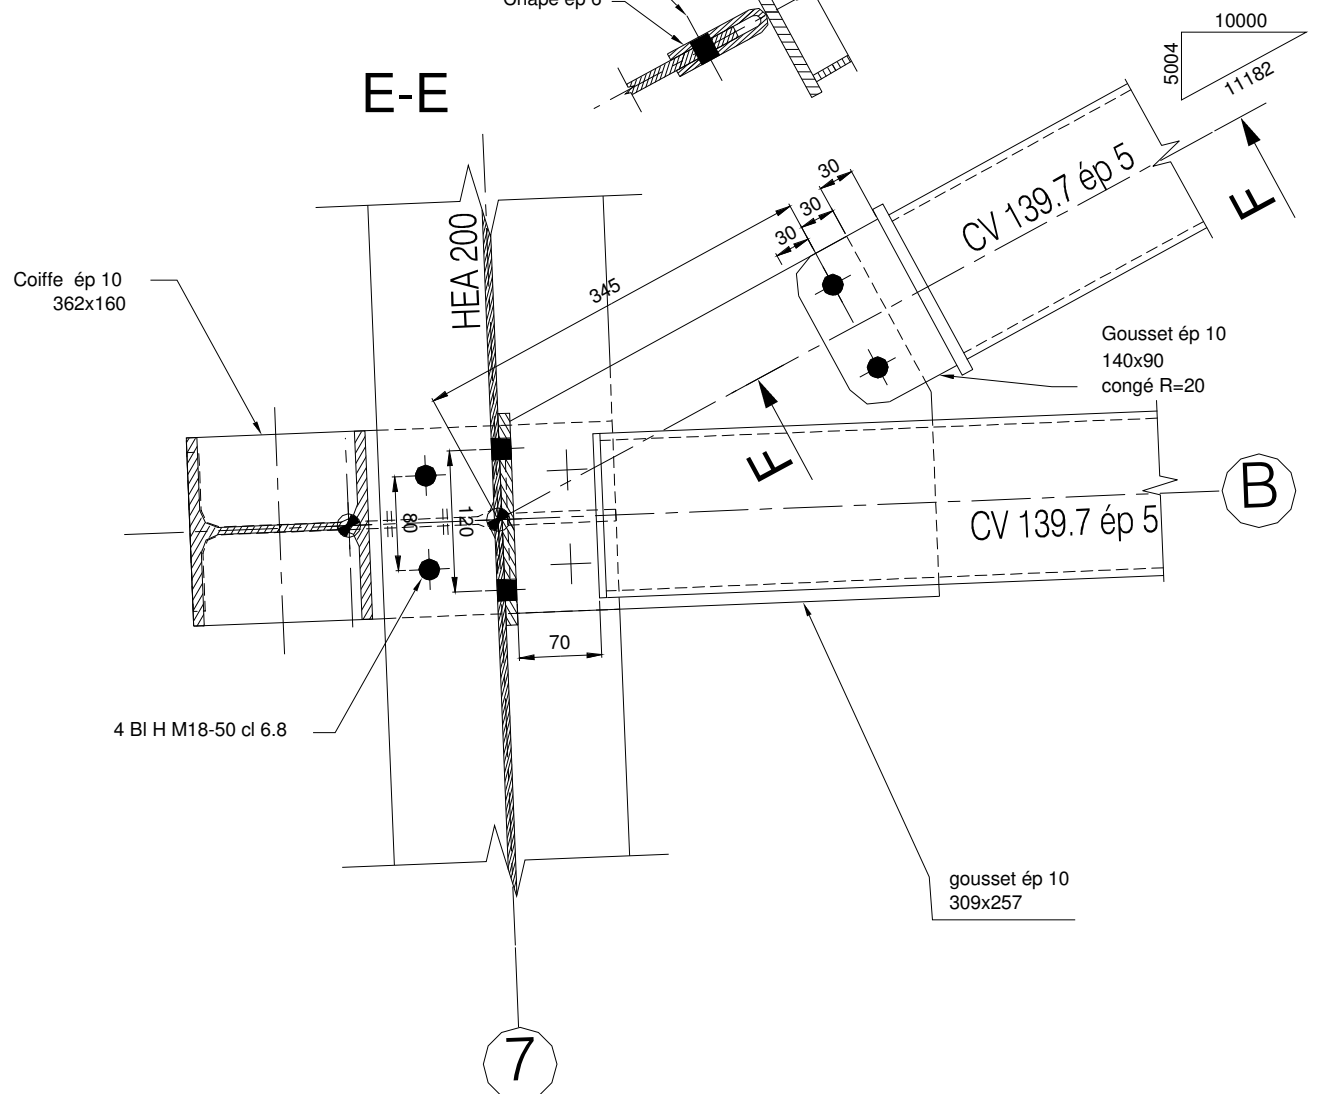 Chape ép 6
10000
5004
11182
E-E
30
30
30
CV 139.7 ép 5
F
HEA 200
345
Coiffe ép 10
362x160
Gousset ép 10
140x90
congé R=20
F
80
120
B
CV 139.7 ép 5
70
4 Bl H M18-50 cl 6.8
gousset ép 10
309x257
7